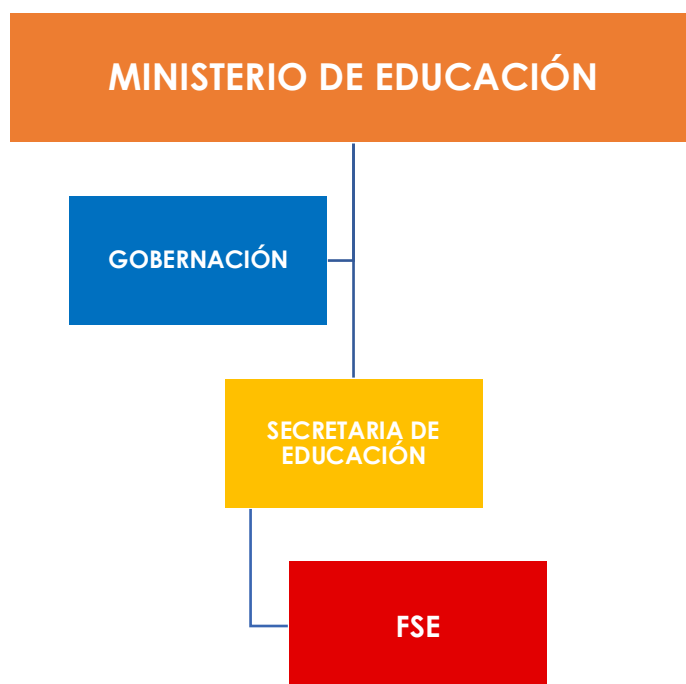 MINISTERIO DE EDUCACIÓN
GOBERNACIÓN
SECRETARIA DE
EDUCACIÓN
FSE